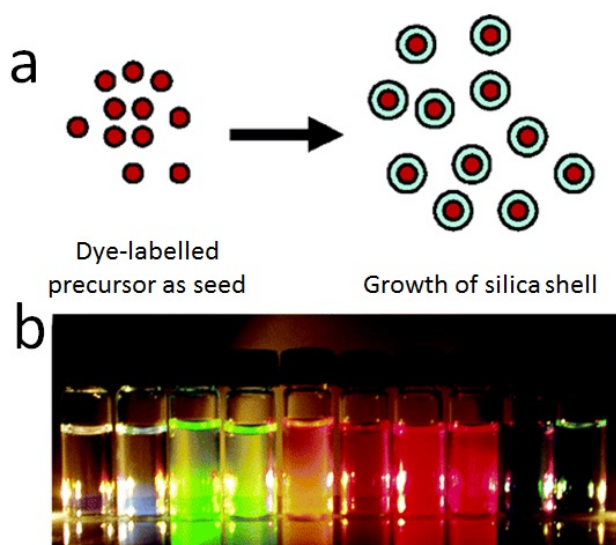 a
Dye-labelled
precursor as seed
Growth of silica shell
b